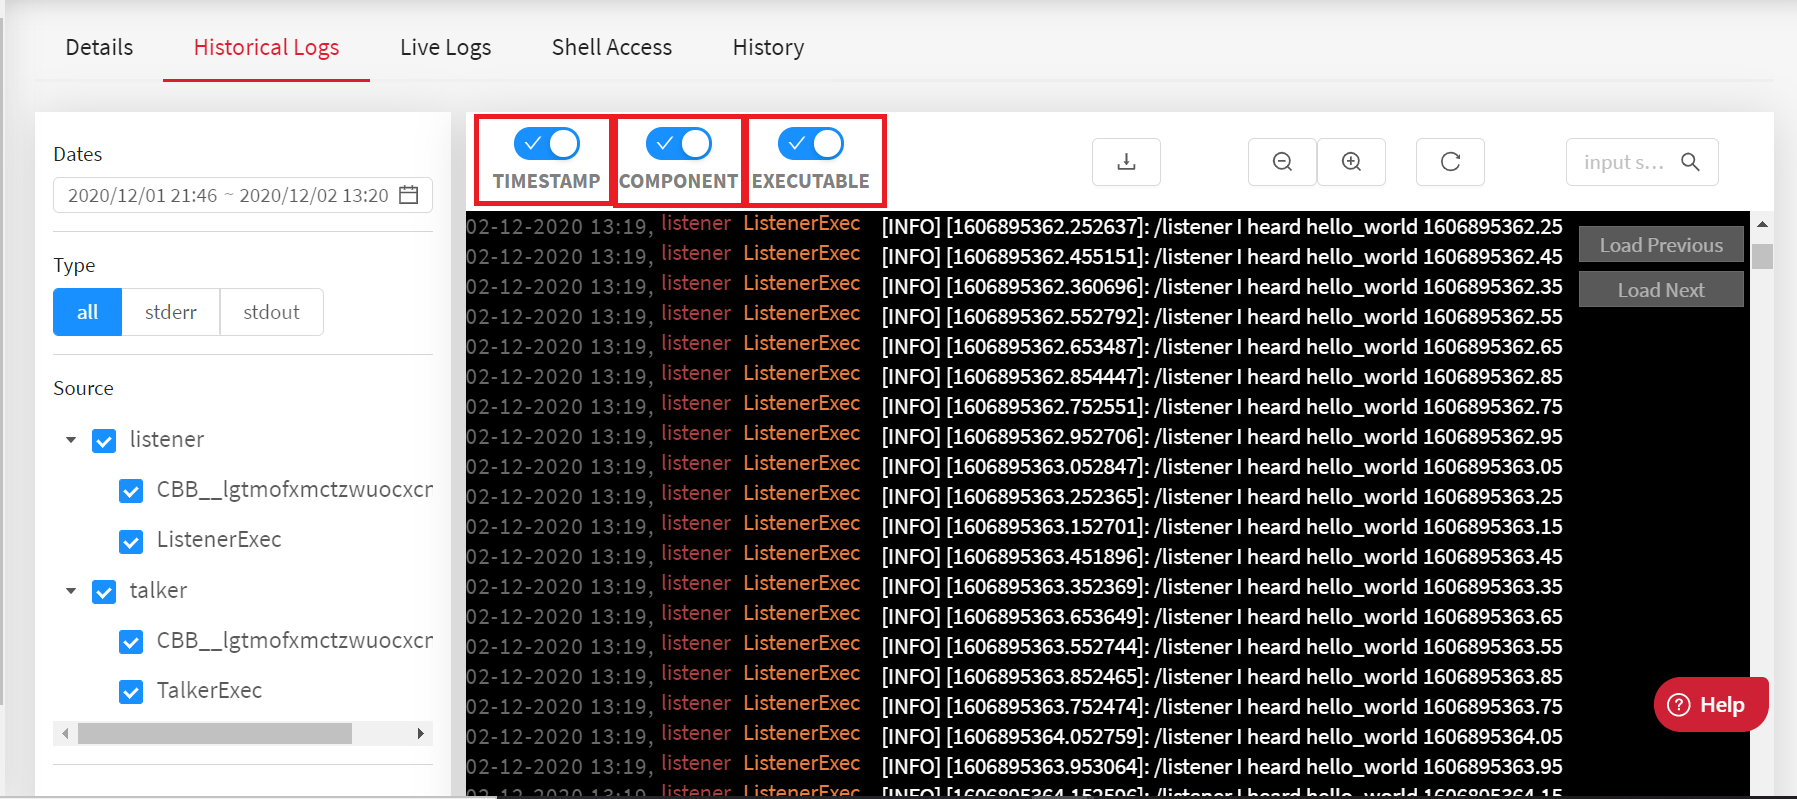 Details Historical Logs Live Logs Shell Access History
Dates
2020/12/01 21:46 ~ 2020/12/02 13:20
Type
all stderr stdout
Source
listener
CBB__lgtmofxmctzwuocxcr
ListenerExec
talker
CBB__lgtmofxmctzwuocxcr
TalkerExec
TIMESTAMP COMPONENT EXECUTABLE
input s...
Load Previous
Load Next
02-12-2020 13:19, listener ListenerExec [INFO] [1606895362.252637]: /listener I heard hello_world 1606895362.25
02-12-2020 13:19, listener ListenerExec [INFO] [1606895362.455151]: /listener I heard hello_world 1606895362.45
02-12-2020 13:19, listener ListenerExec [INFO] [1606895362.360696]: /listener I heard hello_world 1606895362.35
02-12-2020 13:19, listener ListenerExec [INFO] [1606895362.552792]: /listener I heard hello_world 1606895362.55
02-12-2020 13:19, listener ListenerExec [INFO] [1606895362.653487]: /listener I heard hello_world 1606895362.65
02-12-2020 13:19, listener ListenerExec [INFO] [1606895362.854447]: /listener I heard hello_world 1606895362.85
02-12-2020 13:19, listener ListenerExec [INFO] [1606895362.752551]: /listener I heard hello_world 1606895362.75
02-12-2020 13:19, listener ListenerExec [INFO] [1606895362.952706]: /listener I heard hello_world 1606895362.95
02-12-2020 13:19, listener ListenerExec [INFO] [1606895363.052847]: /listener I heard hello_world 1606895363.05
02-12-2020 13:19, listener ListenerExec [INFO] [1606895363.252365]: /listener I heard hello_world 1606895363.25
02-12-2020 13:19, listener ListenerExec [INFO] [1606895363.152701]: /listener I heard hello_world 1606895363.15
02-12-2020 13:19, listener ListenerExec [INFO] [1606895363.451896]: /listener I heard hello_world 1606895363.45
02-12-2020 13:19, listener ListenerExec [INFO] [1606895363.352369]: /listener I heard hello_world 1606895363.35
02-12-2020 13:19, listener ListenerExec [INFO] [1606895363.653649]: /listener I heard hello_world 1606895363.65
02-12-2020 13:19, listener ListenerExec [INFO] [1606895363.552744]: /listener I heard hello_world 1606895363.55
02-12-2020 13:19, listener ListenerExec [INFO] [1606895363.852465]: /listener I heard hello_world 1606895363.85
02-12-2020 13:19, listener ListenerExec [INFO] [1606895363.752474]: /listener I heard hello_world 1606895363.75
02-12-2020 13:19, listener ListenerExec [INFO] [1606895364.052759]: /listener I heard hello_world 1606895364.05
02-12-2020 13:19, listener ListenerExec [INFO] [1606895363.953064]: /listener I heard hello_world 1606895363.95
02-12-2020 13:19, listener ListenerExec [INFO] [1606895364.152596]: /listener I heard hello_world 1606895364.15
Help